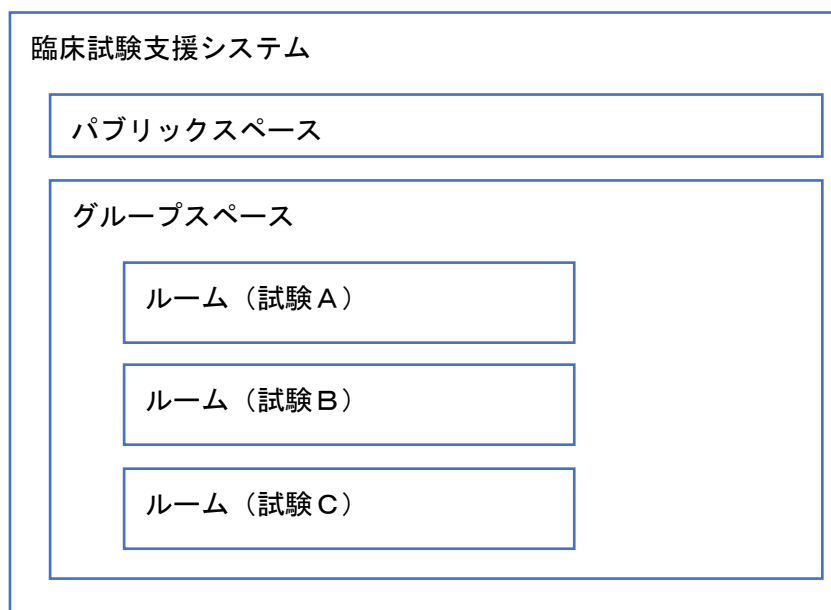 臨床試験支援システム
パブリックスペース
グループスペース
ルーム（試験Ａ）
ルーム（試験Ｂ）
ルーム（試験Ｃ）